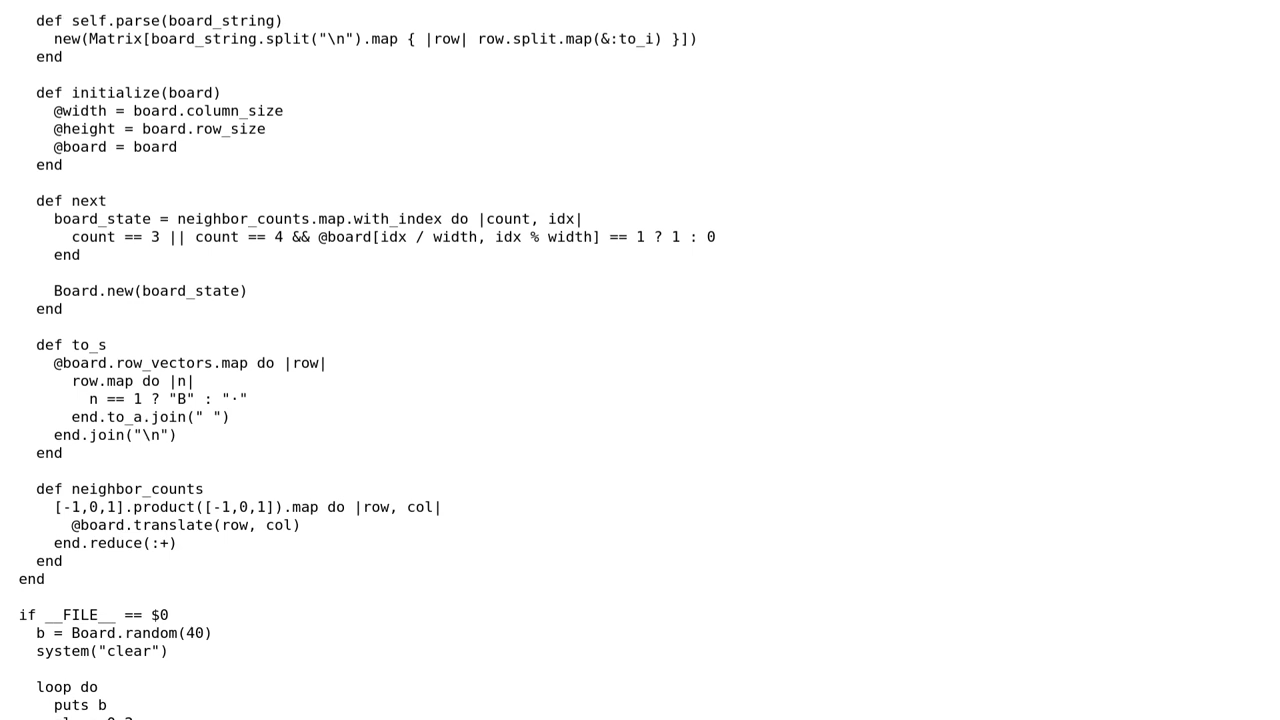 def self.parse(board_string)
new(Matrix[board_string.split("\n").map { |row| row.split.map(&:to_i) }])
end
def initialize(board)
@width = board.column_size
@height = board.row_size
@board = board
end
def next
board_state = neighbor_counts.map.with_index do |count, idx|
count == 3 || count == 4 && @board[idx / width, idx % width] == 1 ? 1 : 0
end
Board.new(board_state)
end
def to_s
@board.row_vectors.map do |row|
row.map do |n|
n == 1 ? "B" : "·"
end.to_a.join(" ")
end.join("\n")
end
def neighbor_counts
[-1,0,1].product([-1,0,1]).map do |row, col|
@board.translate(row, col)
end.reduce(:+)
end
end
if __FILE__ == $0
b = Board.random(40)
system("clear")
loop do
puts b